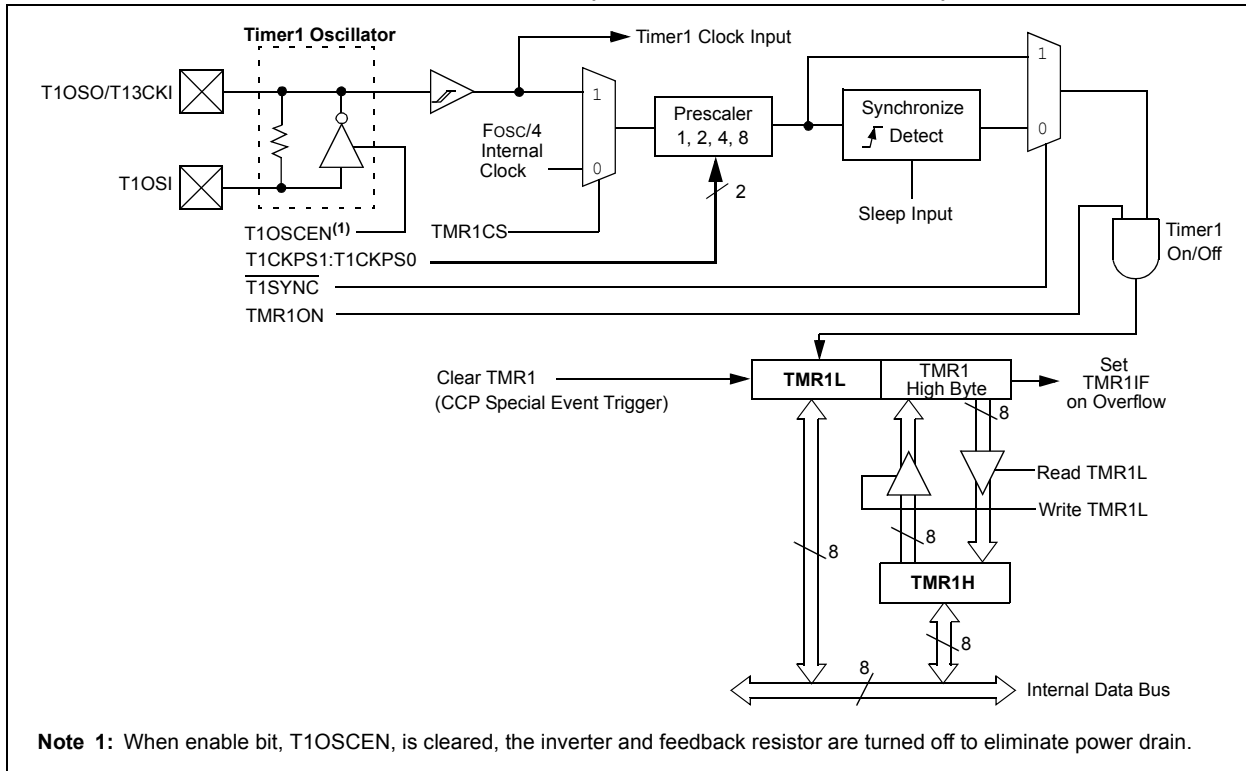 Timer1 Oscillator
Timer1 Clock Input
T1OSO/T13CKI
T1OSI
1
0
FOSC/4
Internal
Clock
Prescaler
1, 2, 4, 8
2
Synchronize
Detect
Sleep Input
1
0
T1OSCEN(1)
TMR1CS
T1CKPS1:T1CKPS0
T1SYNC
TMR1ON
Timer1
On/Off
Clear TMR1
(CCP Special Event Trigger)
TMR1L
TMR1
High Byte
Set
TMR1IF
on Overflow
8
Read TMR1L
Write TMR1L
8
8
TMR1H
8
8
Internal Data Bus
Note 1: When enable bit, T1OSCEN, is cleared, the inverter and feedback resistor are turned off to eliminate power drain.